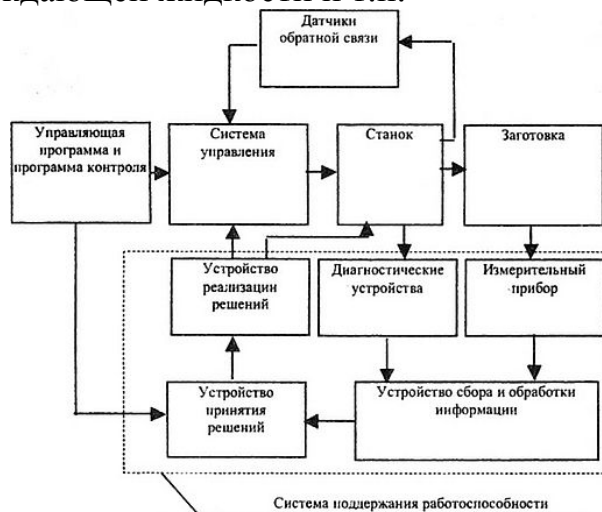 Датчики
обратной связи
Управляющая
программа и
программа контроля
Система
управления
Станок
Заготовка
Устройство
реализации
решений
Диагностические
устройства
Измерительный
прибор
Устройство
принятия
решений
Устройство сбора и обработки
информации
Система поддержания работоспособности